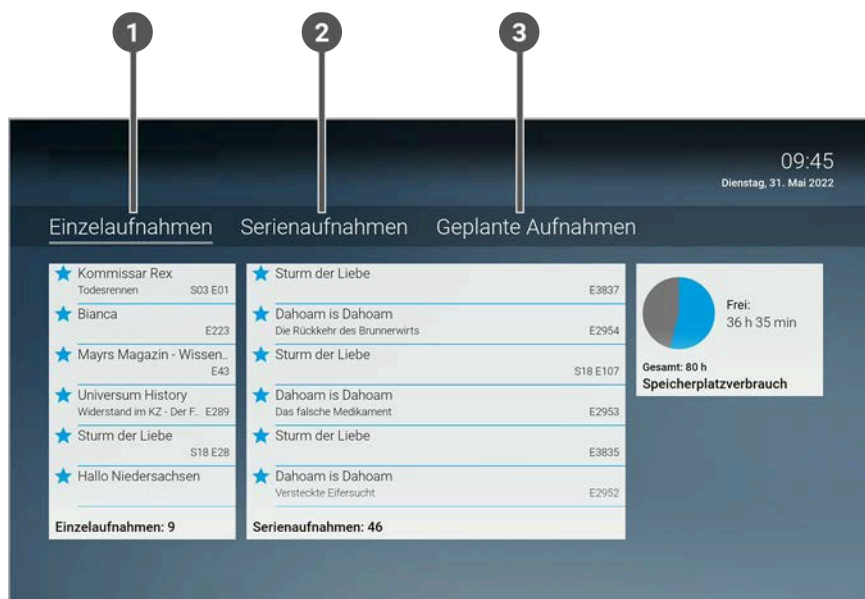 1 2 3
09:45
Dienstag, 31. Mai 2022
Einzelaufnahmen Serienaufnahmen Geplante Aufnahmen
Kommissar Rex
Todesrennen S03 E01
Bianca
E223
Mayrs Magazin - Wissen..
E43
Universum History
Widerstand im KZ - Der F.. E289
Sturm der Liebe
S18 E28
Hallo Niedersachsen
Einzelaufnahmen: 9
Sturm der Liebe
E3837
Dahoam is Dahoam
Die Rückkehr des Brunnerwirts E2954
Sturm der Liebe
S18 E107
Dahoam is Dahoam
Das falsche Medikament E2953
Sturm der Liebe
E3835
Dahoam is Dahoam
Versteckte Eifersucht E2952
Serienaufnahmen: 46
Frei:
36 h 35 min
Gesamt: 80 h
Speicherplatzverbrauch